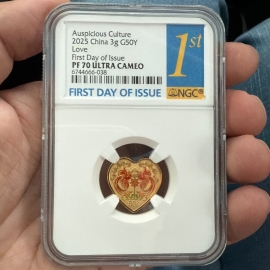 Auspicious Culture
2025 China 3g G50Y
Love
First Day of Issue
PF 70 ULTRA CAMEO
6744666-038
1st
FIRST DAY OF ISSUE
NGC